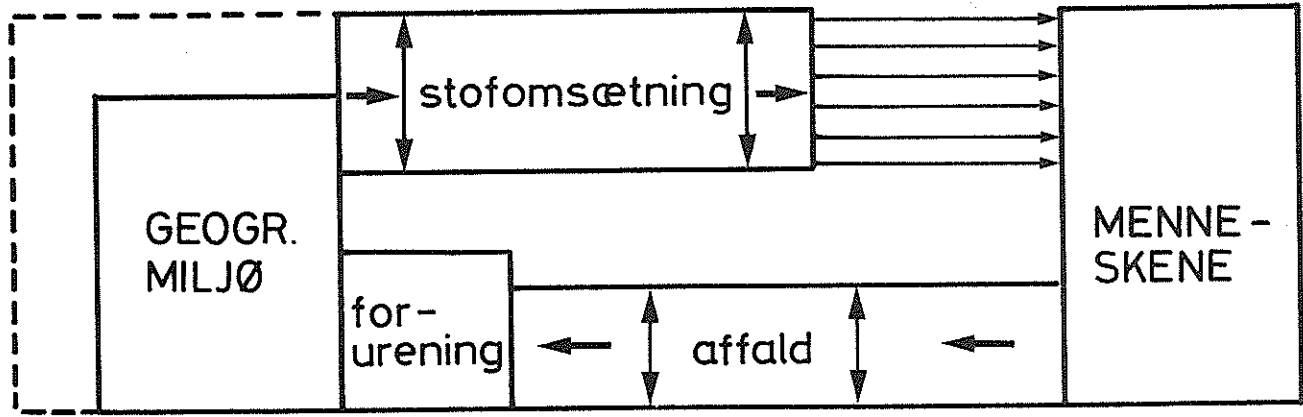 stofomsætning
GEOGR.
MILJØ
MENNE-
SKENE
for-
urening
affald